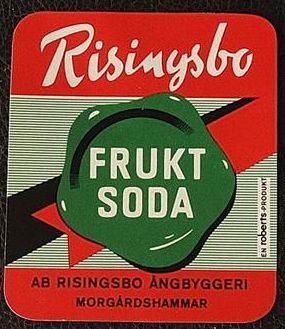 Risingsbo
FRUKT
SODA
EN roberts-PRODUKT
AB RISINGSBO ÅNGBYGGERI
MORGÅRDSHAMMAR